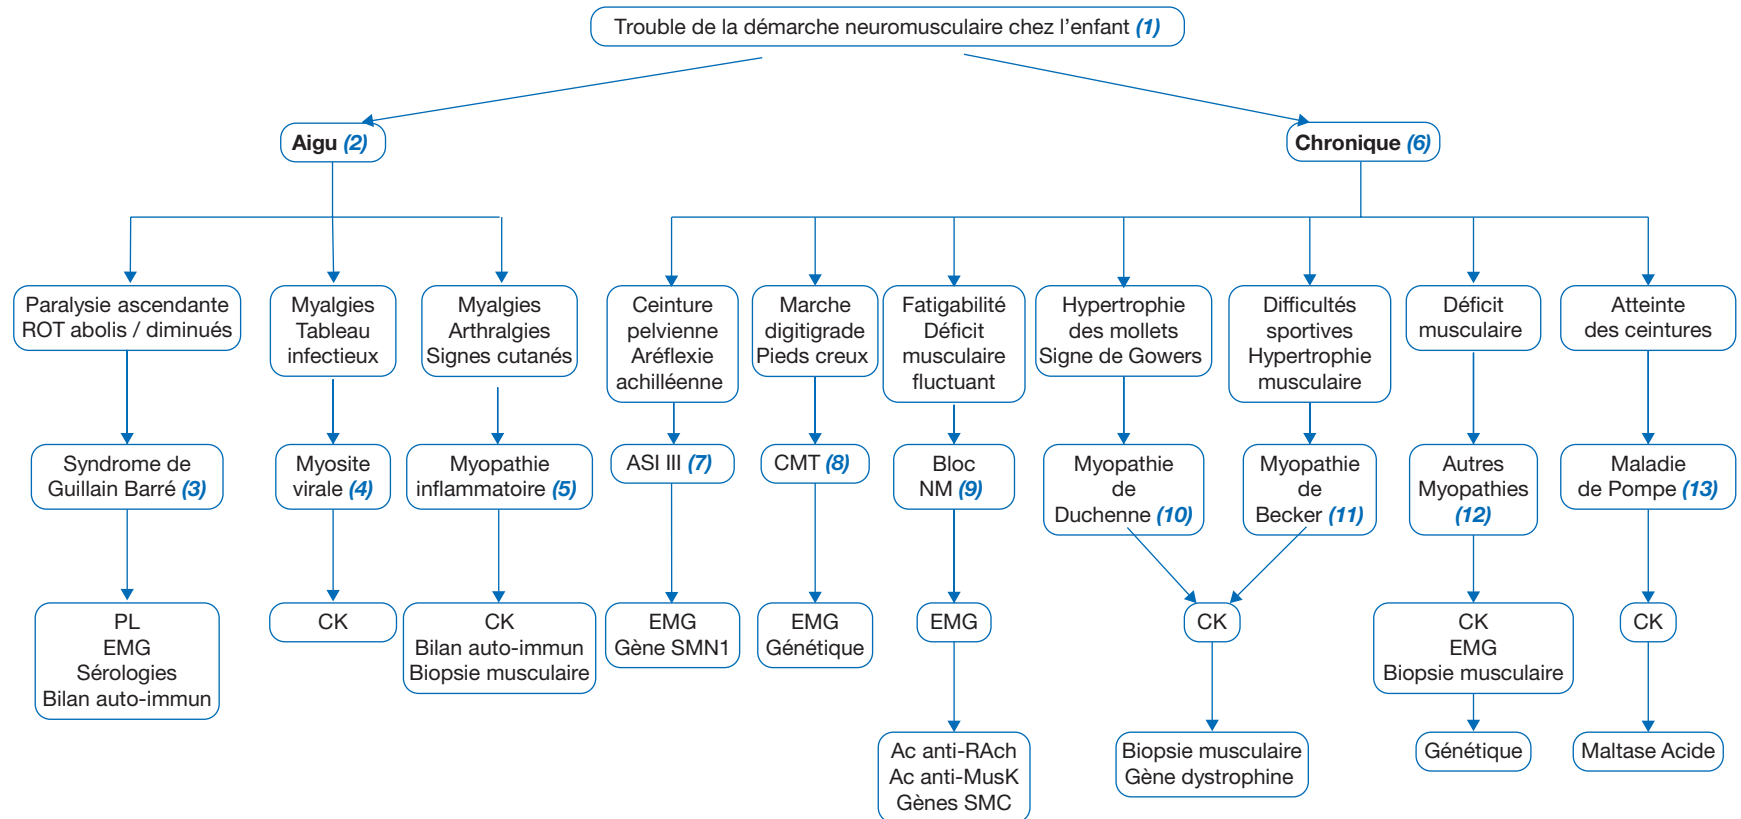 Trouble de la démarche neuromusculaire chez l'enfant (1)
Aigu (2)
Chronique (6)
Paralysie ascendante
ROT abolis / diminués
Myalgies
Tableau
infectieux
Myalgies
Arthralgies
Signes cutanés
Ceinture
pelvienne
Aréflexie
achilléenne
Marche
digitigrade
Pieds creux
Fatigabilité
Déficit
musculaire
fluctuant
Hypertrophie
des mollets
Signe de Gowers
Difficultés
sportives
Hypertrophie
musculaire
Déficit
musculaire
Atteinte
des ceintures
Syndrome de
Guillain Barré (3)
Myosite
virale (4)
Myopathie
inflammatoire (5)
ASI III (7)
CMT (8)
Bloc
NM (9)
Myopathie
de
Duchenne (10)
Myopathie
de
Becker (11)
Autres
Myopathies
(12)
Maladie
de Pompe (13)
PL
EMG
Sérologies
Bilan auto-immun
CK
CK
Bilan auto-immun
Biopsie musculaire
EMG
Gène SMN1
EMG
Génétique
EMG
CK
CK
EMG
Biopsie musculaire
CK
Ac anti-RAch
Ac anti-MusK
Gènes SMC
Biopsie musculaire
Gène dystrophine
Génétique
Maltase Acide